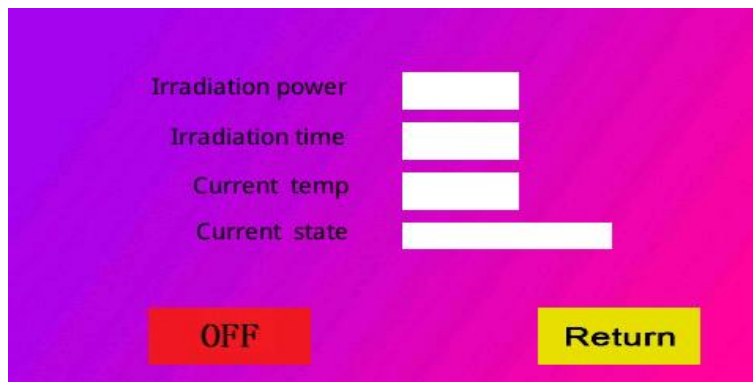 Irradiation power
Irradiation time
Current temp
Current state
OFF Return